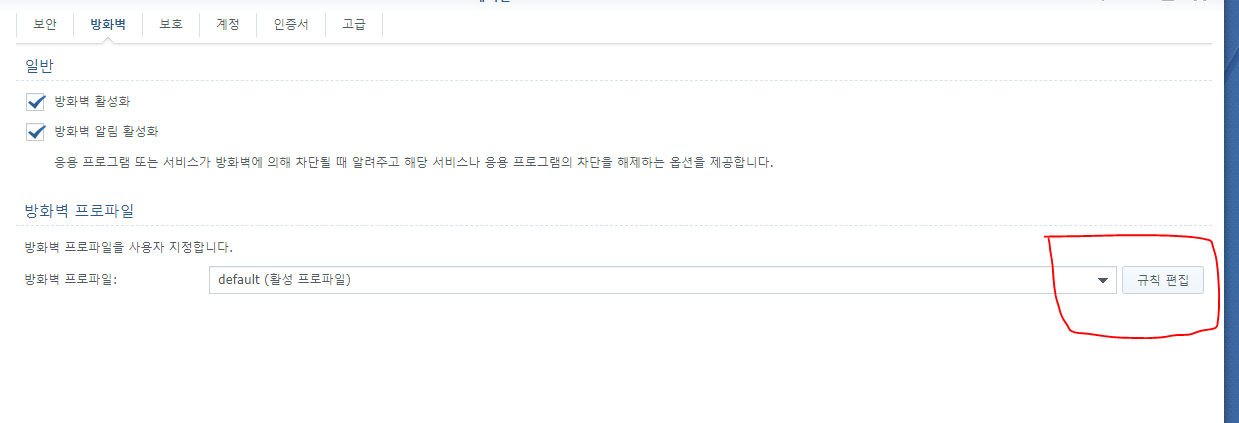 보안 방화벽 보호 계정 인증서 고급
일반
방화벽 활성화
방화벽 알림 활성화
응용 프로그램 또는 서비스가 방화벽에 의해 차단될 때 알려주고 해당 서비스나 응용 프로그램의 차단을 해제하는 옵션을 제공합니다.
방화벽 프로파일
방화벽 프로파일을 사용자 지정합니다.
방화벽 프로파일: default (활성 프로파일) 규칙 편집